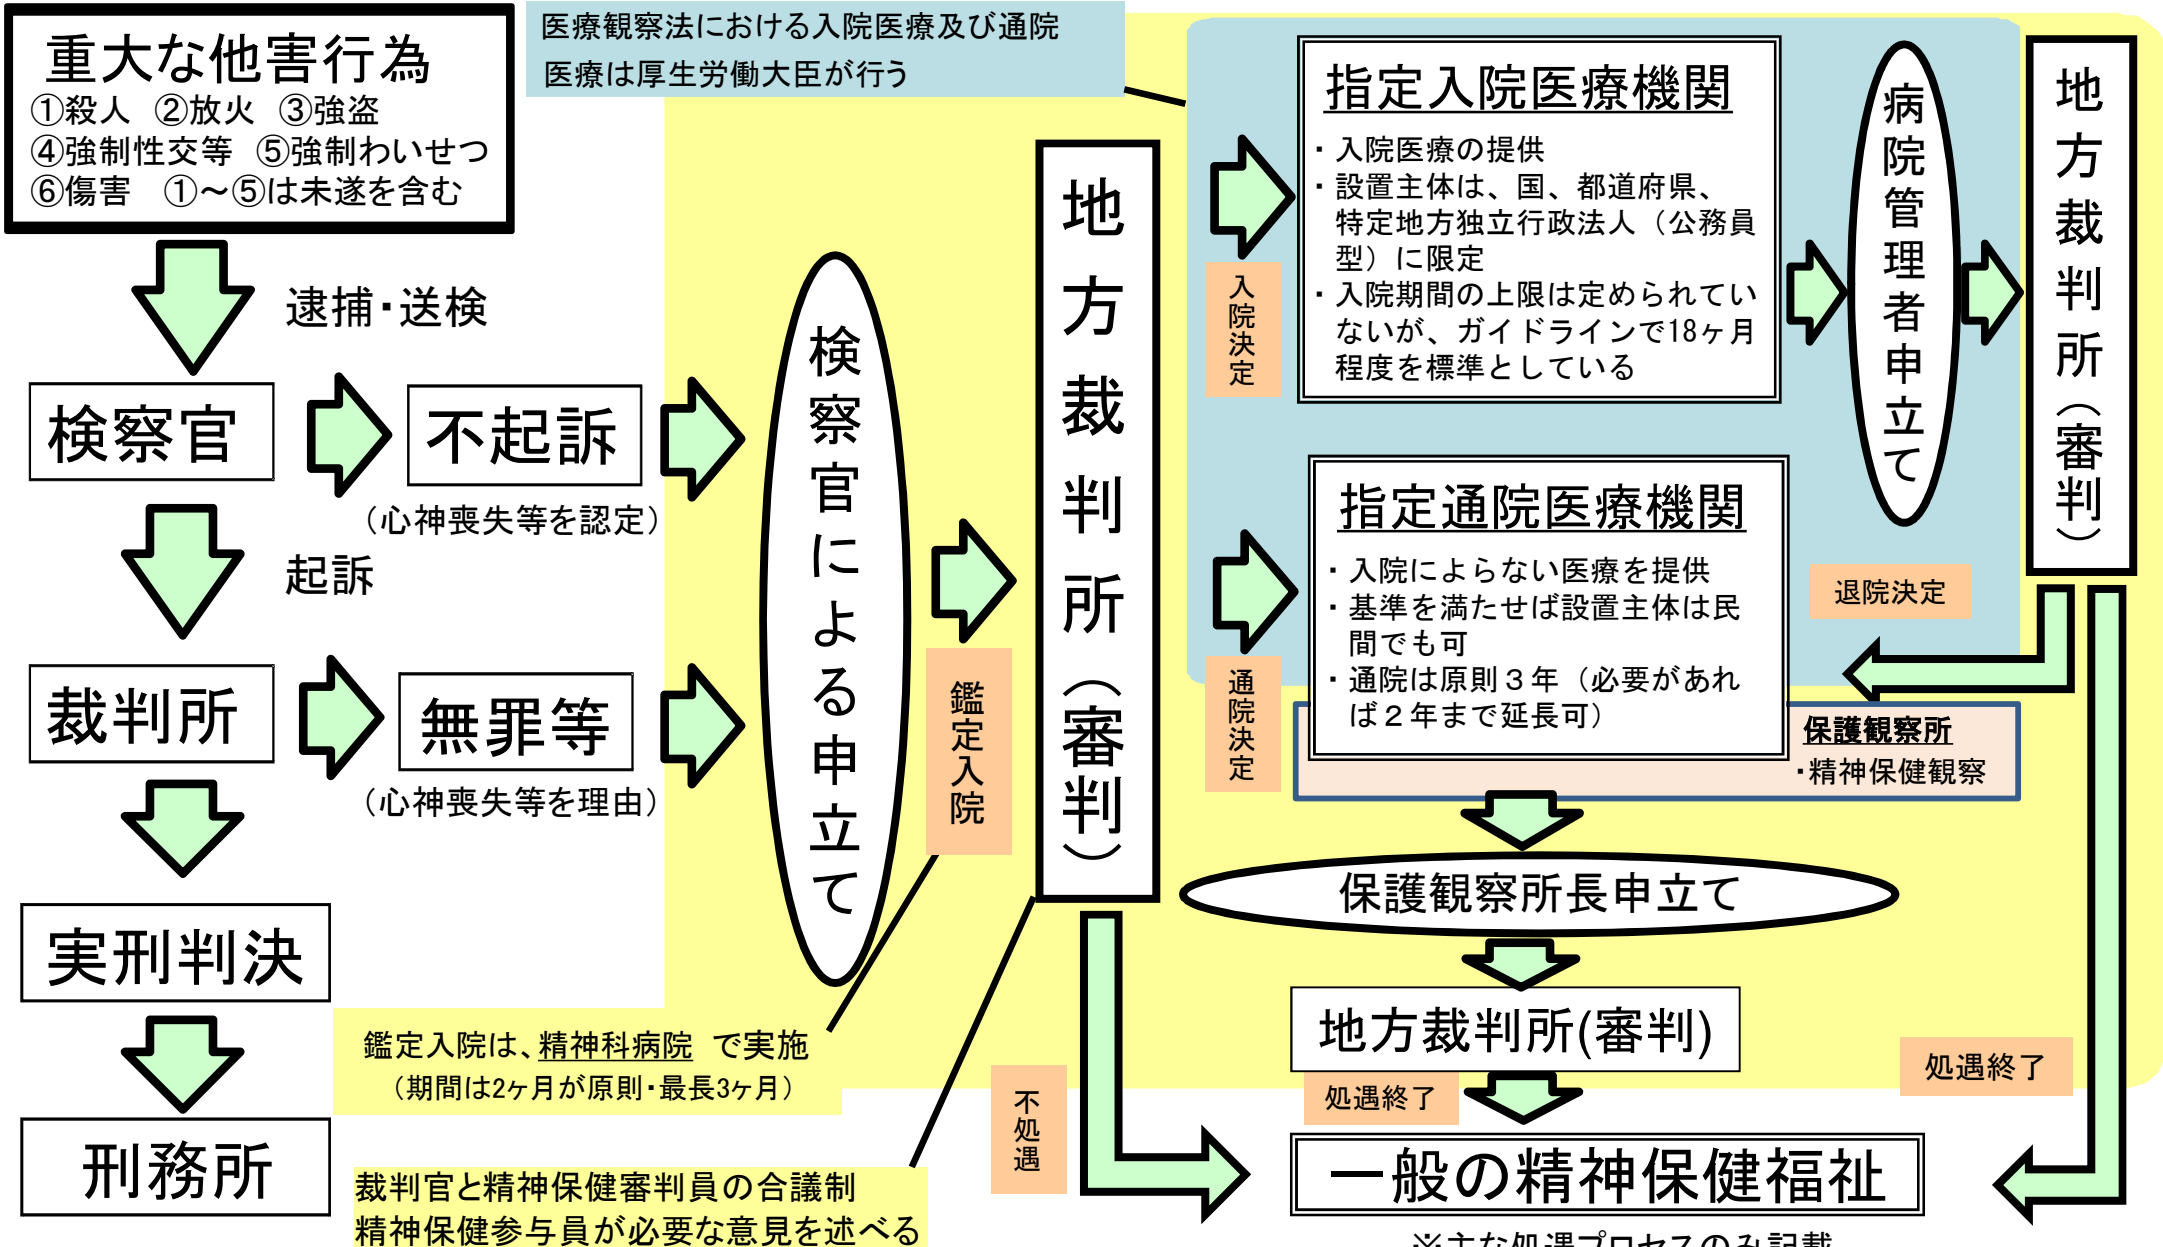 重大な他害行為
①殺人 ②放火 ③強盗
④強制性交等 ⑤強制わいせつ
⑥傷害 ①～⑤は未遂を含む
医療観察法における入院医療及び通院
医療は厚生労働大臣が行う
逮捕・送検
検察官
不起訴
（心神喪失等を認定）
起訴
裁判所
無罪等
（心神喪失等を理由）
実刑判決
刑務所
検察官による申立て
鑑定入院
鑑定入院は、精神科病院 で実施
（期間は2ヶ月が原則・最長3ヶ月）
地方裁判所（審判）
裁判官と精神保健審判員の合議制
精神保健参与員が必要な意見を述べる
入院決定
指定入院医療機関
・入院医療の提供
・設置主体は、国、都道府県、
特定地方独立行政法人（公務員
型）に限定
・入院期間の上限は定められてい
ないが、ガイドラインで18ヶ月
程度を標準としている
病院管理者申立て
地方裁判所（審判）
通院決定
指定通院医療機関
・入院によらない医療を提供
・基準を満たせば設置主体は民
間でも可
・通院は原則３年（必要があれ
ば２年まで延長可）
退院決定
保護観察所
・精神保健観察
保護観察所長申立て
地方裁判所(審判)
処遇終了
処遇終了
不処遇
一般の精神保健福祉
※主な処遇プロセスのみ記載